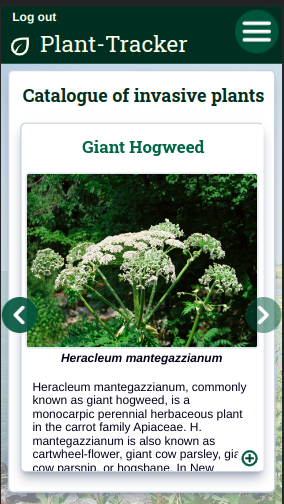 Log out
Plant-Tracker
Catalogue of invasive plants
Giant Hogweed
Heracleum mantegazzianum
Heracleum mantegazzianum, commonly
known as giant hogweed, is a
monocarpic perennial herbaceous plant
in the carrot family Apiaceae. H.
mantegazzianum is also known as
cartwheel-flower, giant cow parsley, gia
cow parsnip, or hogsbane. In New